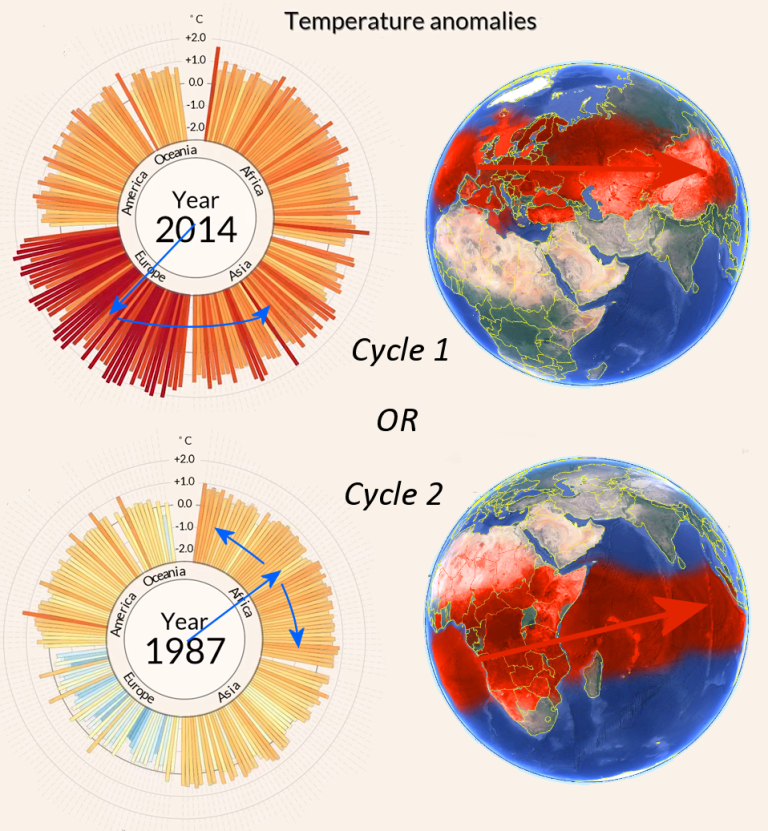 Temperature anomalies
°C
+2.0
+1.0
0.0
-1.0
-2.0
Oceania
Africa
America
Year
2014
Europe
Asia
Cycle 1
OR
Cycle 2
°C
+2.0
+1.0
0.0
-1.0
-2.0
Oceania
Africa
America
Year
1987
Europe
Asia